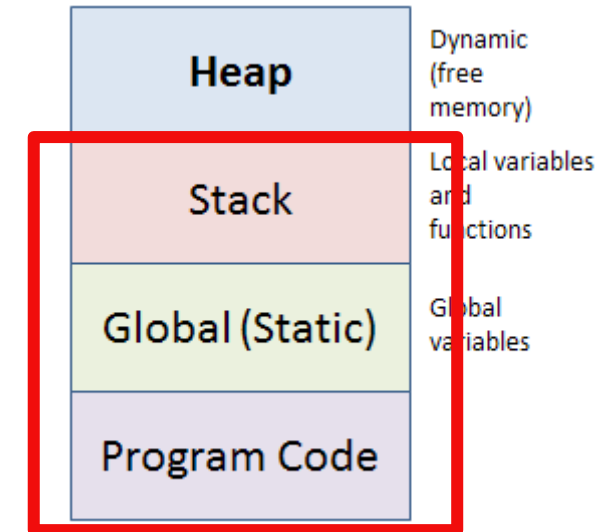 Heap
Dynamic
(free
memory)
Stack
Local variables
and
functions
Global (Static)
Global
variables
Program Code